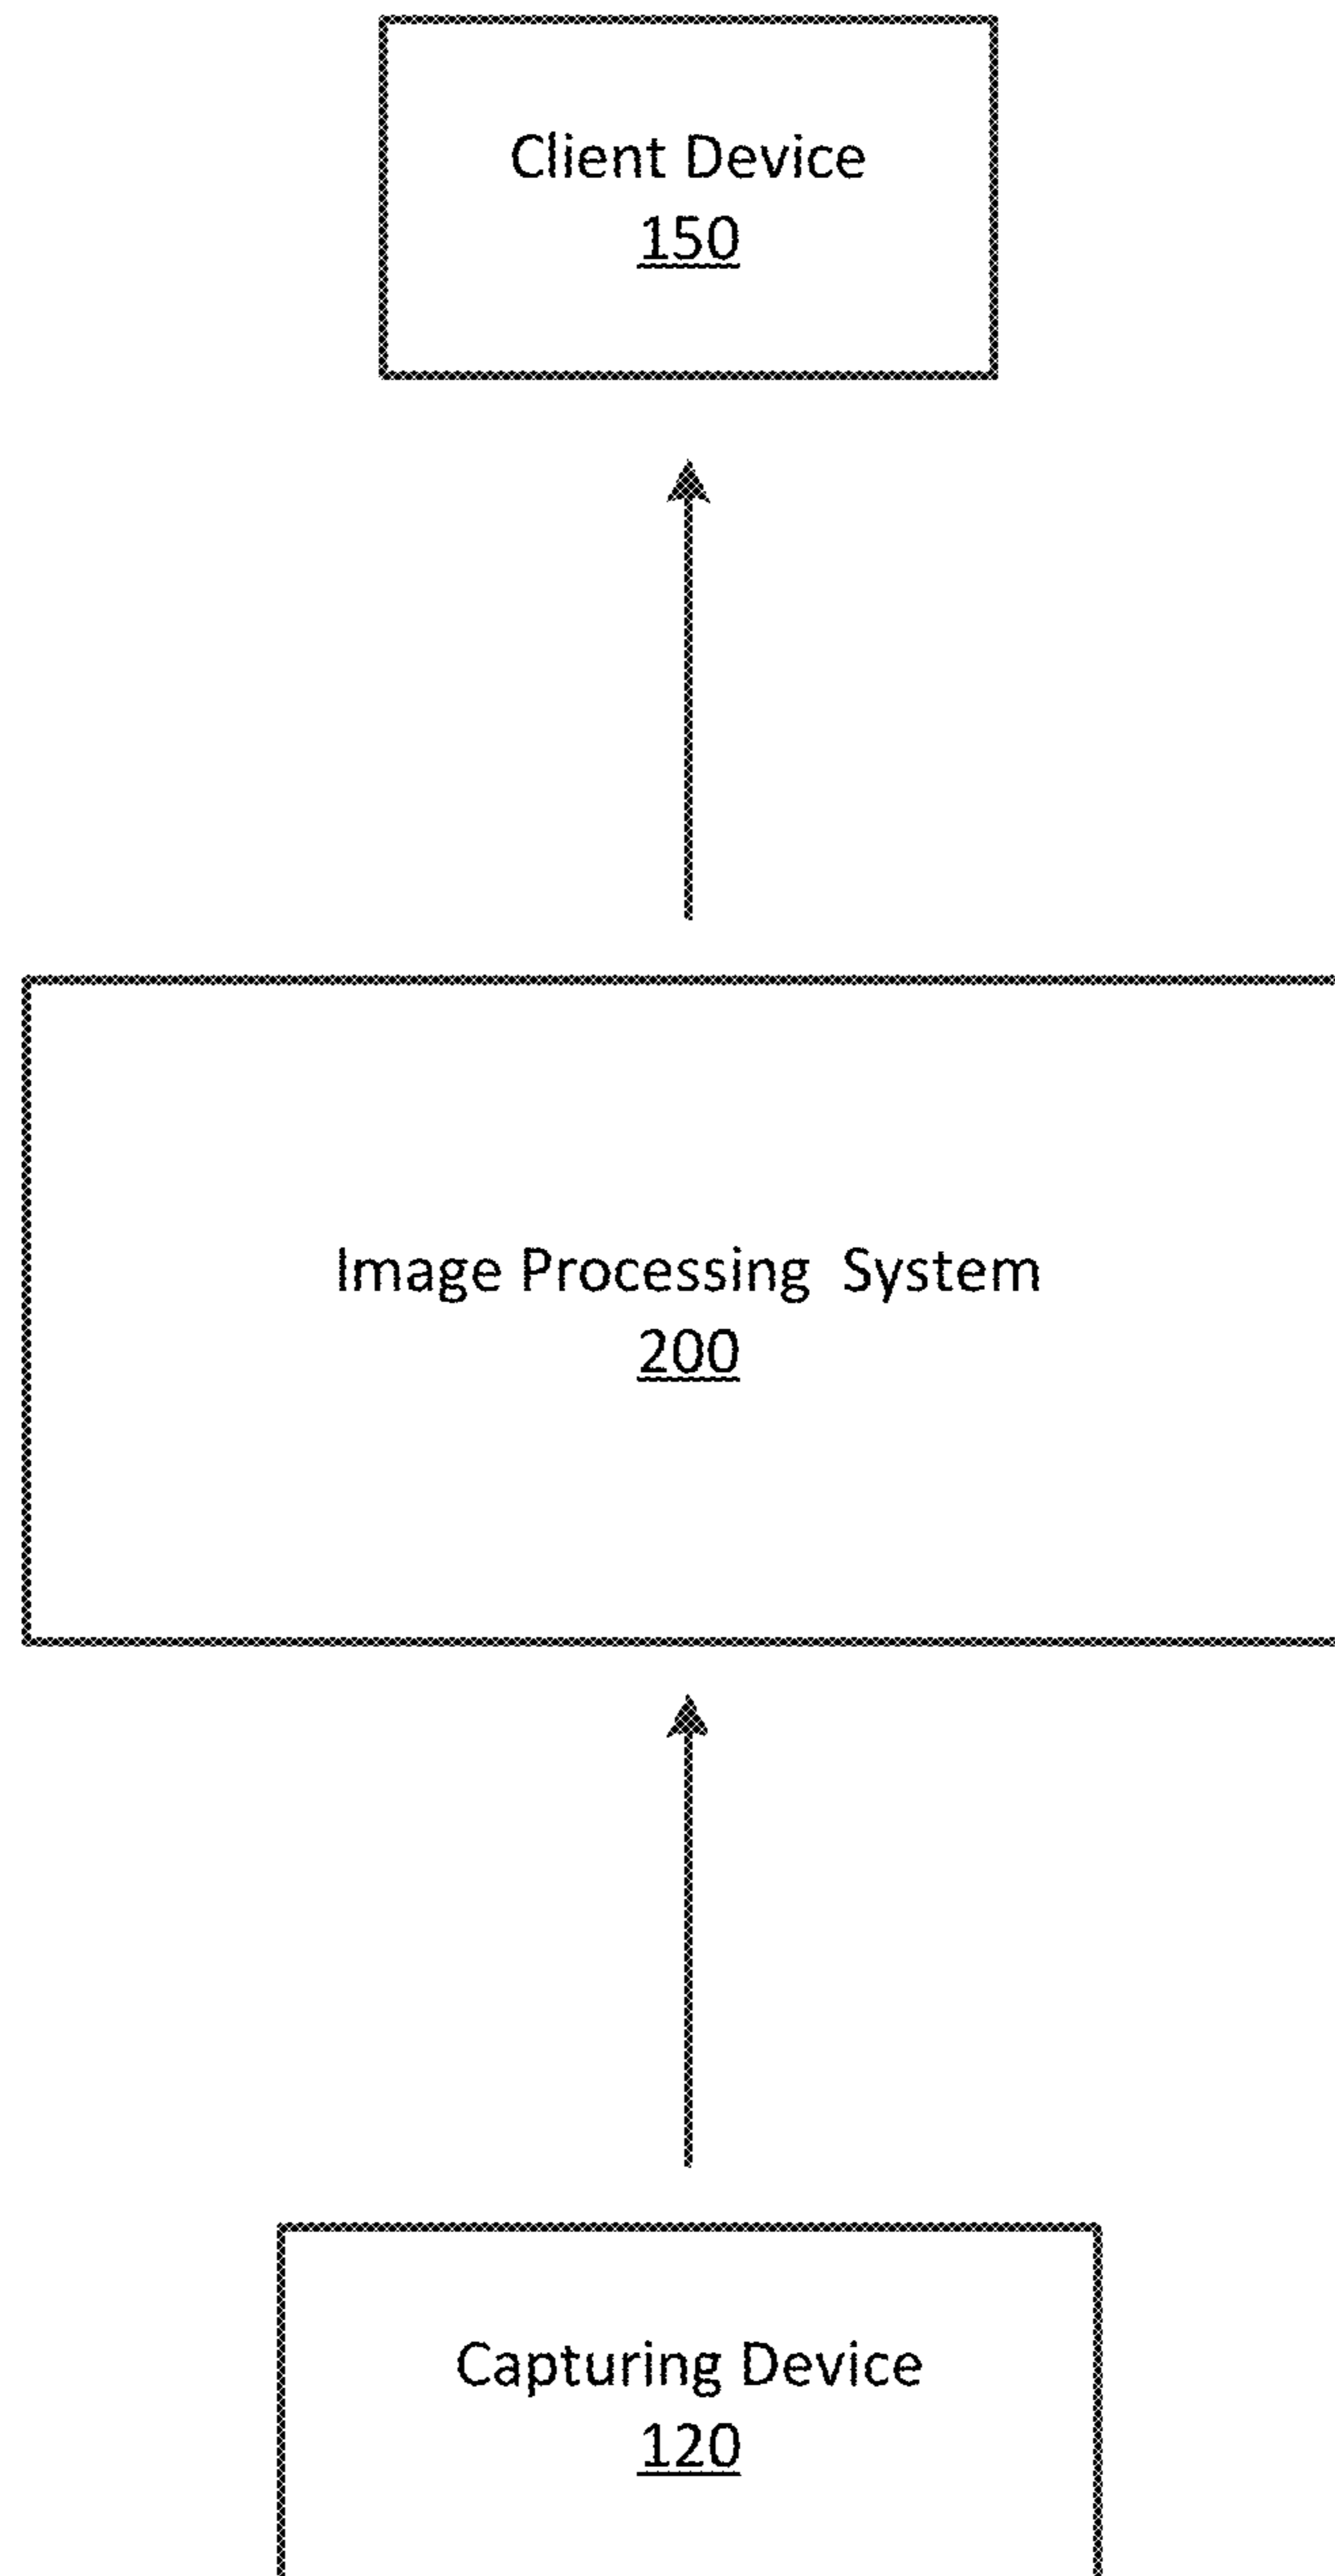 Client Device
150
Image Processing System
200
Capturing Device
120